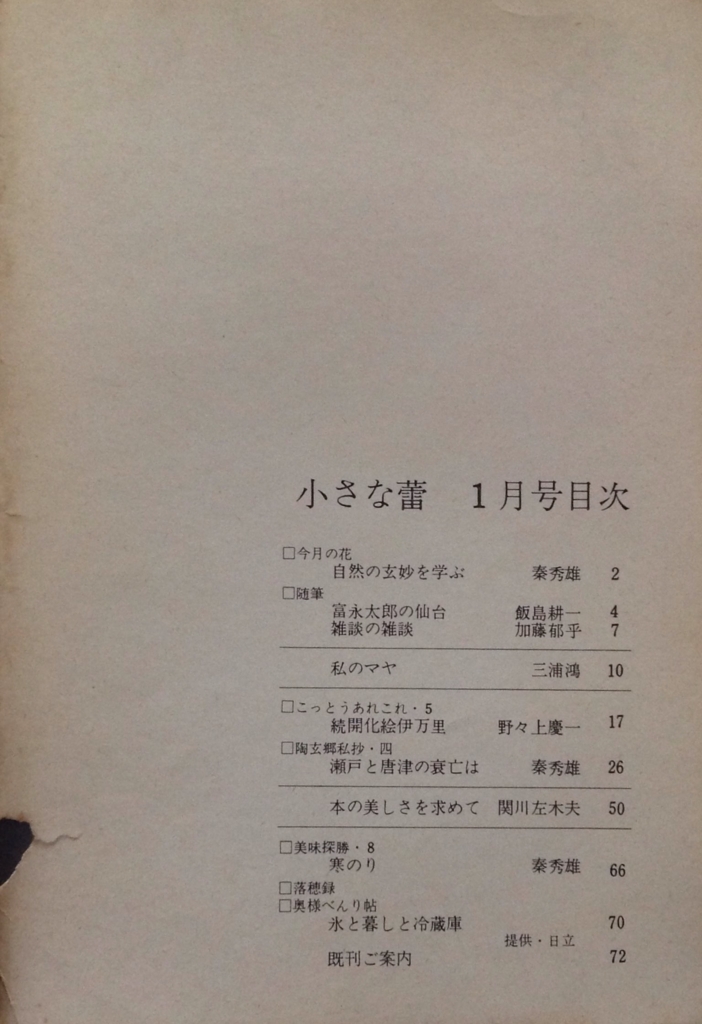 小さな蕾　1月号目次
□今月の花
自然の玄妙を学ぶ　秦秀雄　2
□随筆
富永太郎の仙台　飯島耕一　4
雑談の雑談　加藤郁乎　7
私のマヤ　三浦鴻　10
□こっとうあれこれ・5
続開化絵伊万里　野々上慶一　17
□陶玄郷私抄・四
瀬戸と唐津の衰亡は　秦秀雄　26
本の美しさを求めて　関川左木夫　50
□美味探勝・8
寒のり　秦秀雄　66
□落穂録
□奥様べんり帖
氷と暮しと冷蔵庫　70
提供・日立
既刊ご案内　72